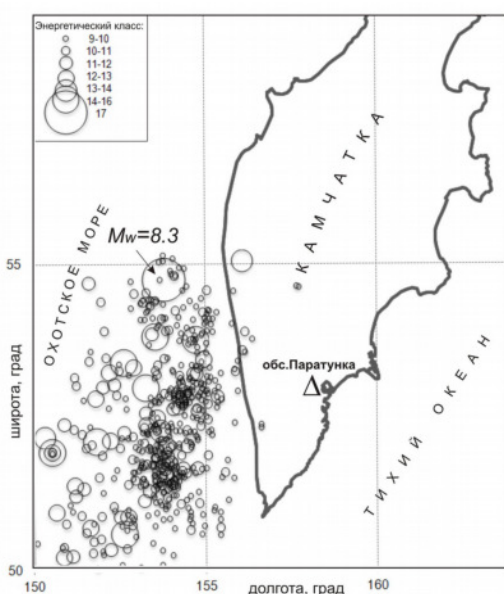 Энергетический класс:
9-10
10-11
11-12
12-13
13-14
14-16
17
КАМЧАТКА
ОХОТСКОЕ МОРЕ
Mw=8.3
55
обс.Паратунка
Δ
ТИХИЙ ОКЕАН
широта, град
50
150
155
160
долгота, град